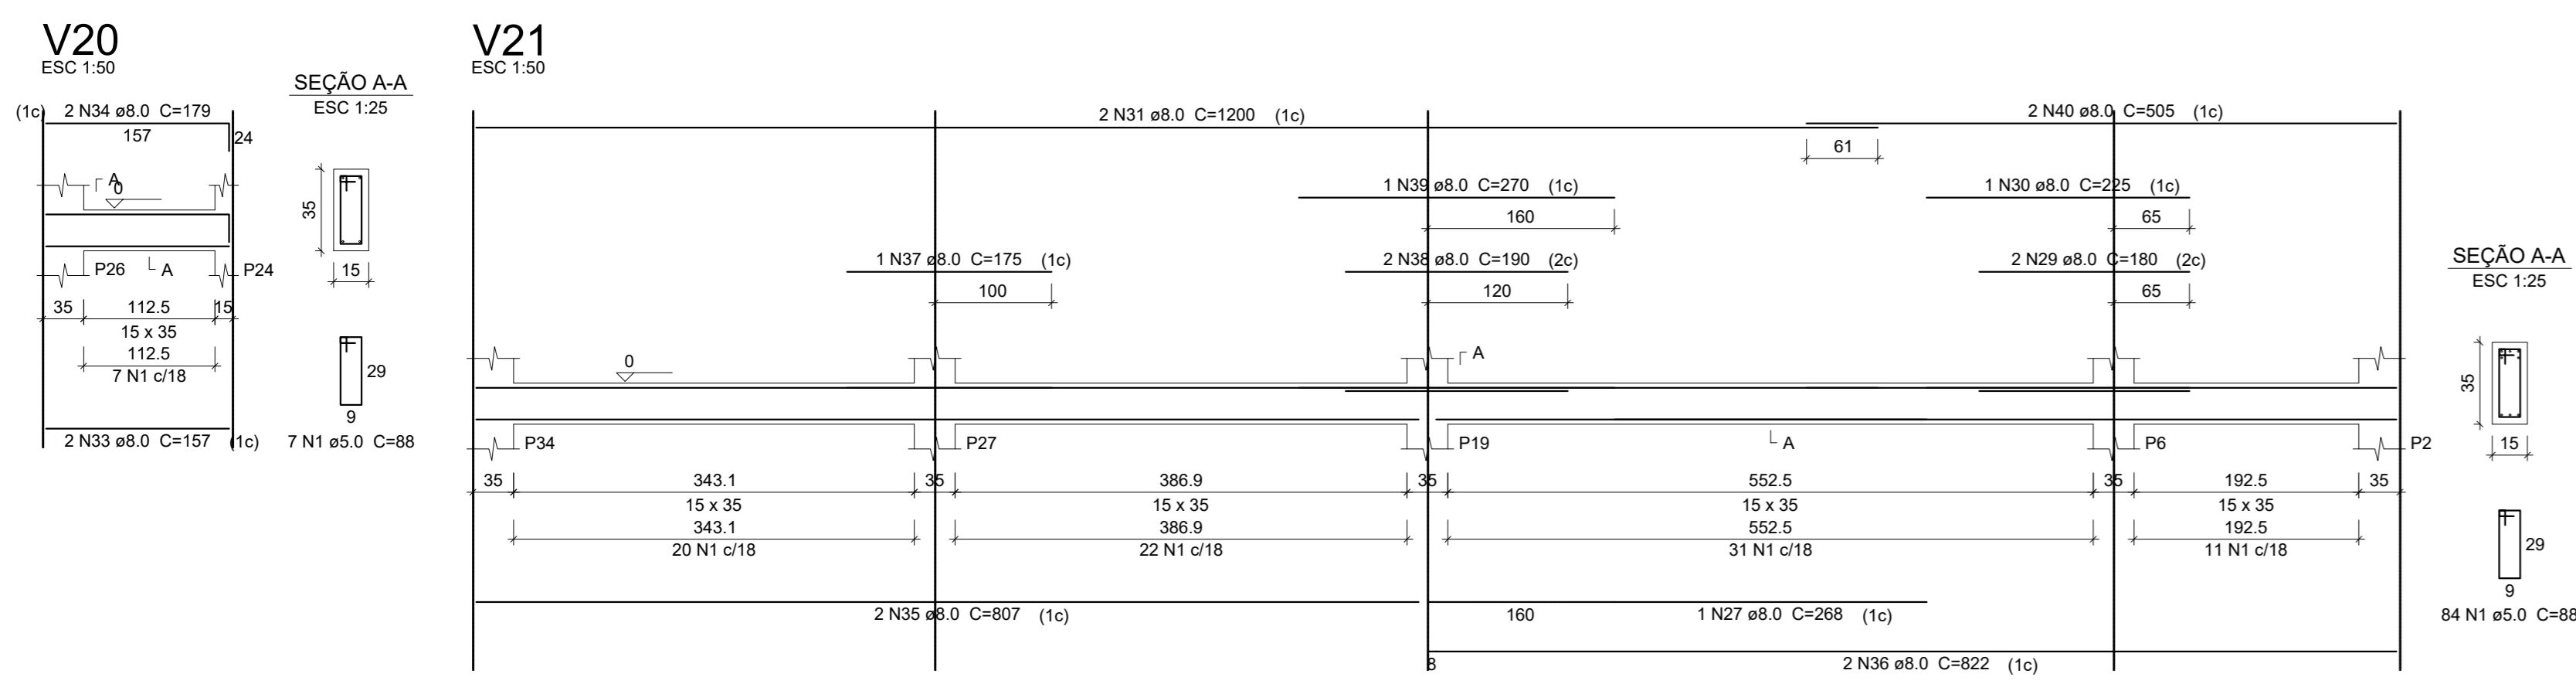 V20
ESC 1:50
SEÇÃO A-A
ESC 1:25
(1c) 2 N34 ø8.0 C=179
157
24
A
0
P26
A
P24
35
112.5
15
15 x 35
112.5
7 N1 c/18
2 N33 ø8.0 C=157 (1c)
35
15
29
9
7 N1 ø5.0 C=88
V21
ESC 1:50
2 N31 ø8.0 C=1200 (1c)
2 N40 ø8.0 C=505 (1c)
61
1 N39 ø8.0 C=270 (1c)
1 N30 ø8.0 C=225 (1c)
160
65
1 N37 ø8.0 C=175 (1c)
2 N38 ø8.0 C=190 (2c)
2 N29 ø8.0 C=180 (2c)
100
120
65
0
A
P34
P27
P19
A
P6
P2
35
343.1
35
386.9
35
552.5
35
192.5
35
15 x 35
15 x 35
15 x 35
15 x 35
343.1
386.9
552.5
192.5
20 N1 c/18
22 N1 c/18
31 N1 c/18
11 N1 c/18
2 N35 ø8.0 C=807 (1c)
160
1 N27 ø8.0 C=268 (1c)
8
2 N36 ø8.0 C=822 (1c)
SEÇÃO A-A
ESC 1:25
35
15
29
9
84 N1 ø5.0 C=88